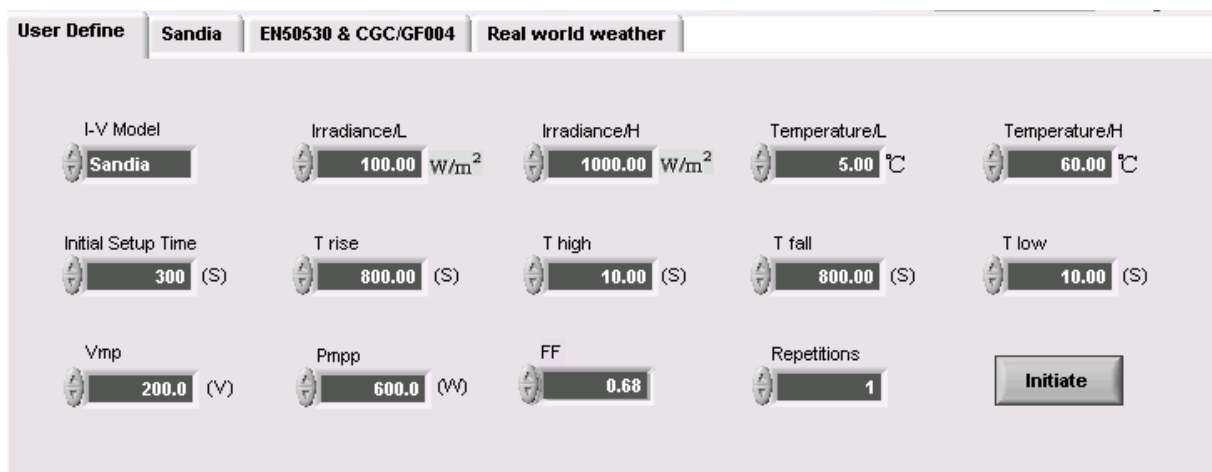 User Define Sandia EN50530 & CGC/GF004 Real world weather
I-V Model Irradiance/L Irradiance/H Temperature/L Temperature/H
Sandia 100.00 W/m² 1000.00 W/m² 5.00 ℃ 60.00 ℃
Initial Setup Time T rise T high T fall T low
300 (S) 800.00 (S) 10.00 (S) 800.00 (S) 10.00 (S)
Vmp Pmpp FF Repetitions
200.0 (V) 600.0 (W) 0.68 1 Initiate